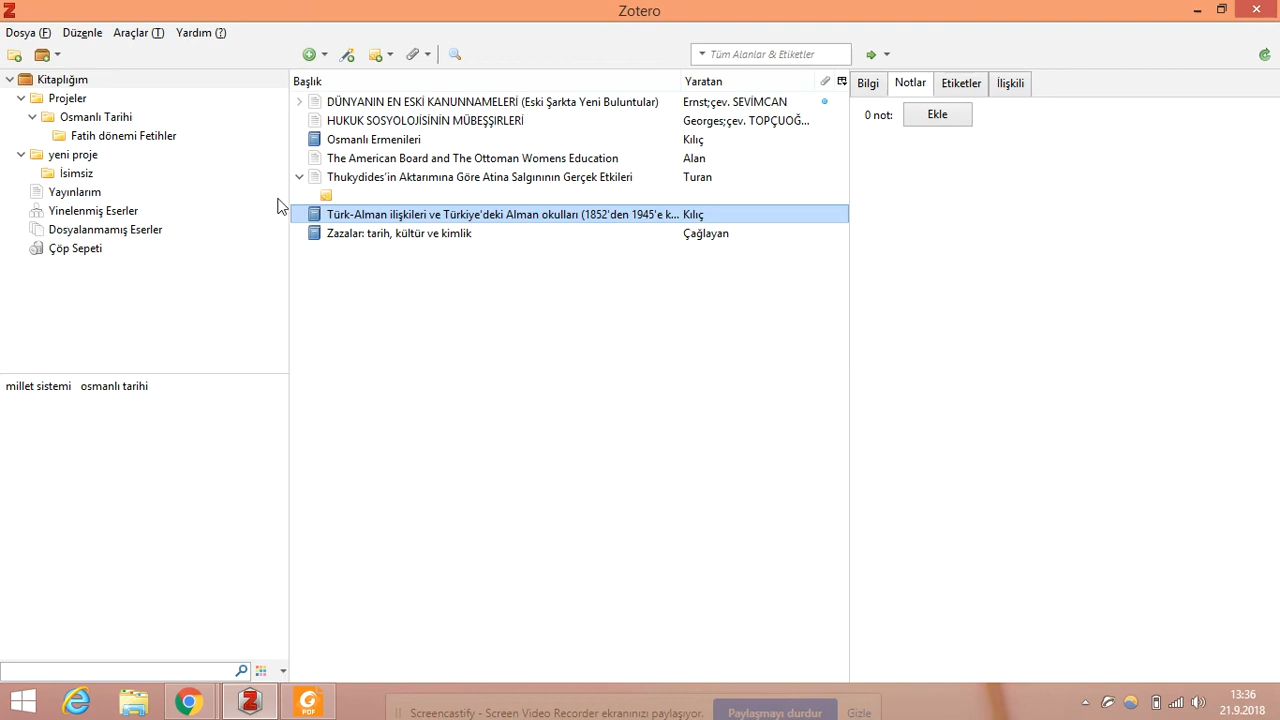 Zotero
Dosya (F) Düzenle Araçlar (T) Yardım (?)
Tüm Alanlar & Etiketler
Kitaplığım
Projeler
Osmanlı Tarihi
Fatih dönemi Fetihler
yeni proje
İsimsiz
Yayınlarım
Yinelenmiş Eserler
Dosyalanmamış Eserler
Çöp Sepeti
millet sistemi osmanlı tarihi
Başlık Yaratan
DÜNYANIN EN ESKİ KANUNNAMELERİ (Eski Şarkta Yeni Buluntular) Ernst;çev. SEVİMCAN
HUKUK SOSYOLOJİSİNİN MÜBEŞŞİRLERİ Georges;çev. TOPÇUOĞ...
Osmanlı Ermenileri Kılıç
The American Board and The Ottoman Womens Education Alan
Thukydides'in Aktarımına Göre Atina Salgınının Gerçek Etkileri Turan
Türk-Alman ilişkileri ve Türkiye'deki Alman okulları (1852'den 1945'e k... Kılıç
Zazalar: tarih, kültür ve kimlik Çağlayan
Bilgi Notlar Etiketler İlişkili
0 not: Ekle
PDF
Screencastify - Screen Video Recorder ekranınızı paylaşıyor. Paylaşmayı durdur Gizle
13:36
21.9.2018